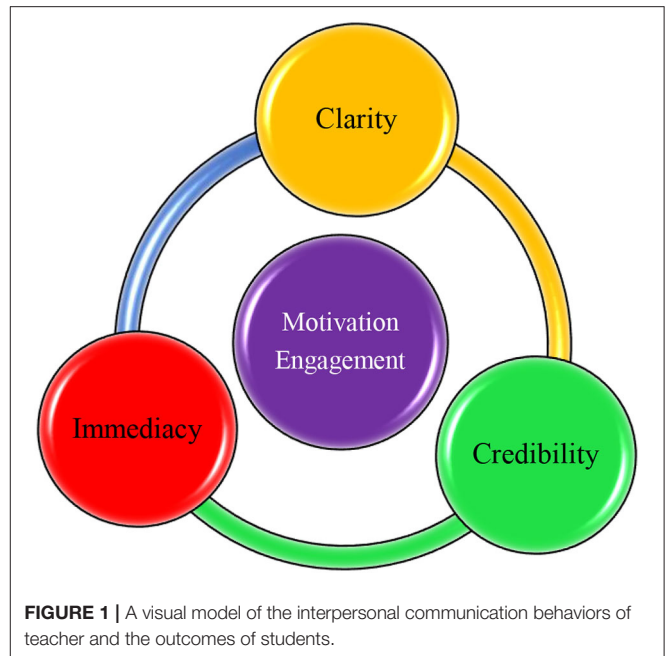 Clarity
Motivation
Engagement
Immediacy
Credibility
FIGURE 1 | A visual model of the interpersonal communication behaviors of
teacher and the outcomes of students.